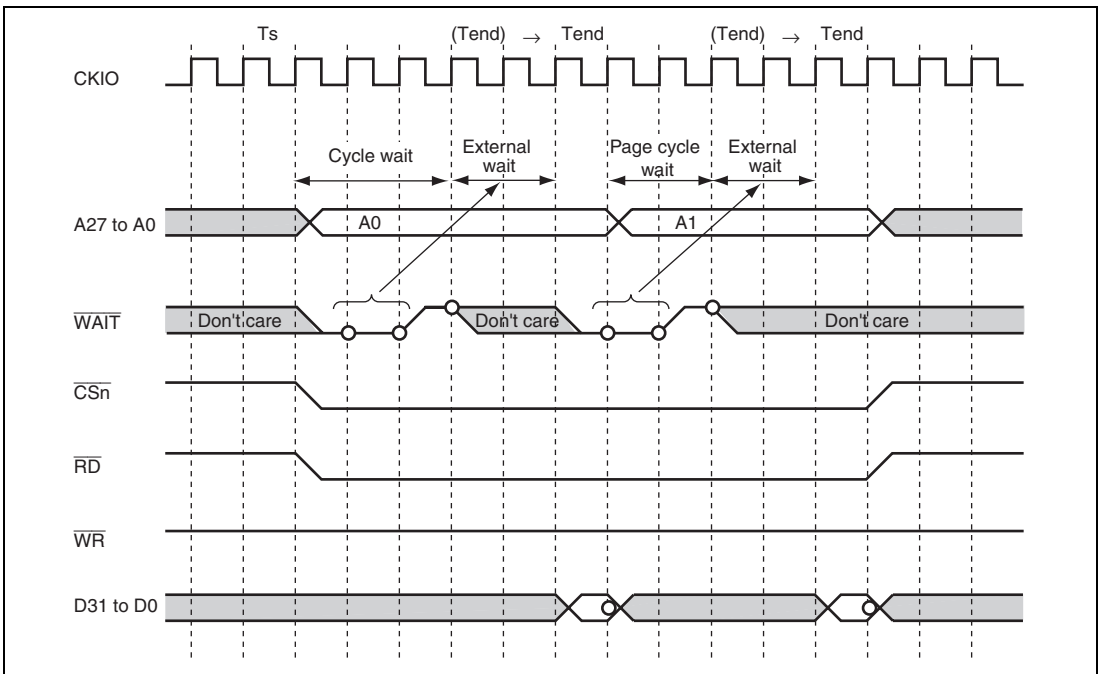 Ts (Tend) → Tend (Tend) → Tend
CKIO
Cycle wait External wait Page cycle wait External wait
A27 to A0 A0 A1
WAIT Don't care Don't care Don't care
CSn
RD
WR
D31 to D0